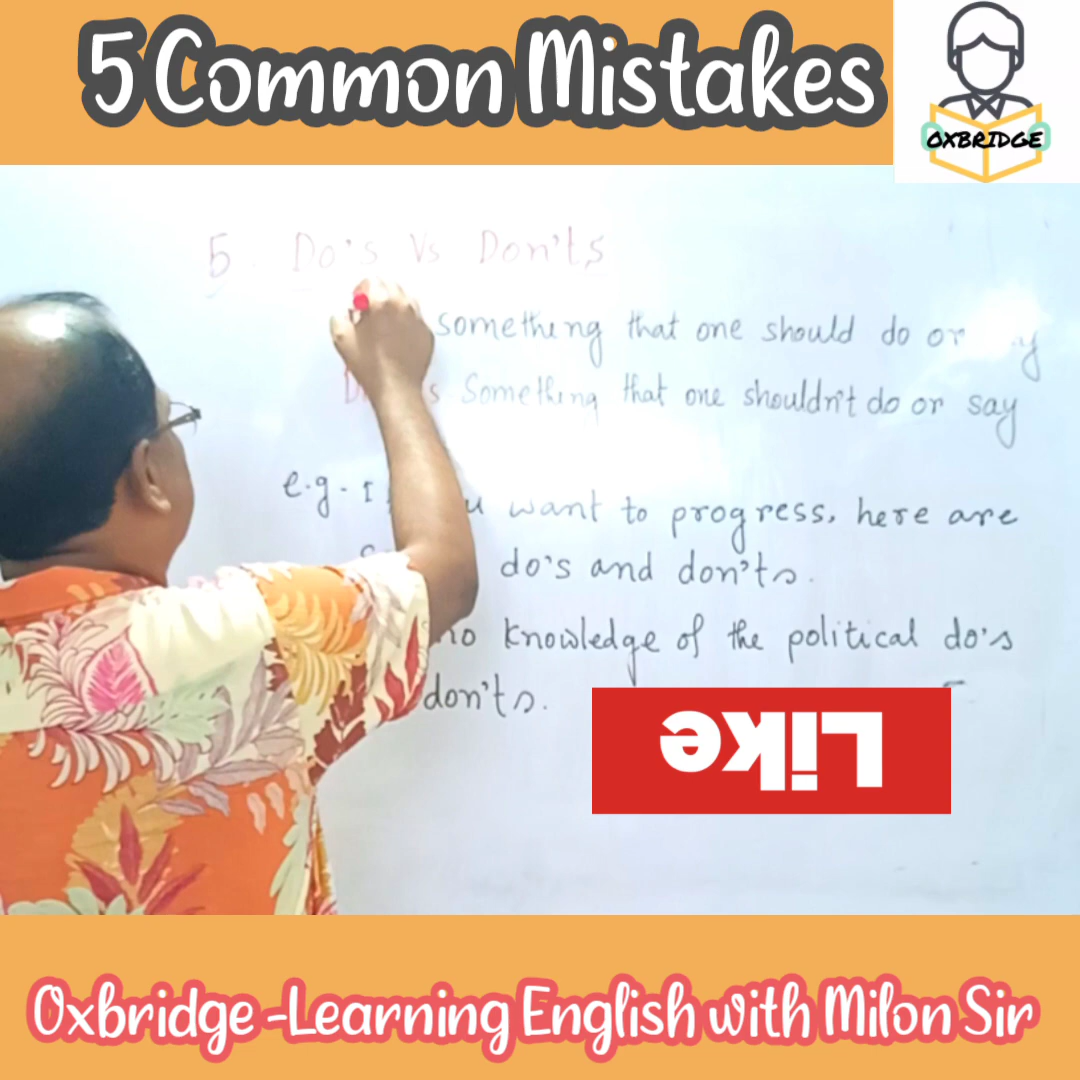 5 Common Mistakes
OXBRIDGE
5. Do's Vs Don'ts
something that one should do or
Something that one shouldn't do or say
e.g. want to progress, here are
do's and don'ts.
no knowledge of the political do's
don'ts.
Like
Oxbridge -Learning English with Milon Sir